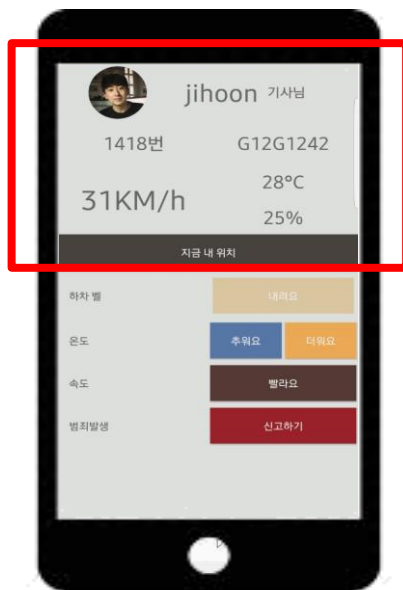 jihoon 기사님
1418번 G12G1242
31KM/h
28°C
25%
지금 내 위치
하차 벨 내려요
온도 추워요 더워요
속도 빨라요
범죄발생 신고하기